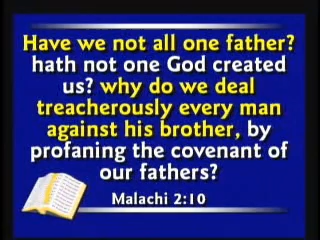 Have we not all one father?
hath not one God created
us? why do we deal
treacherously every man
against his brother, by
profaning the covenant of
our fathers?
Malachi 2:10